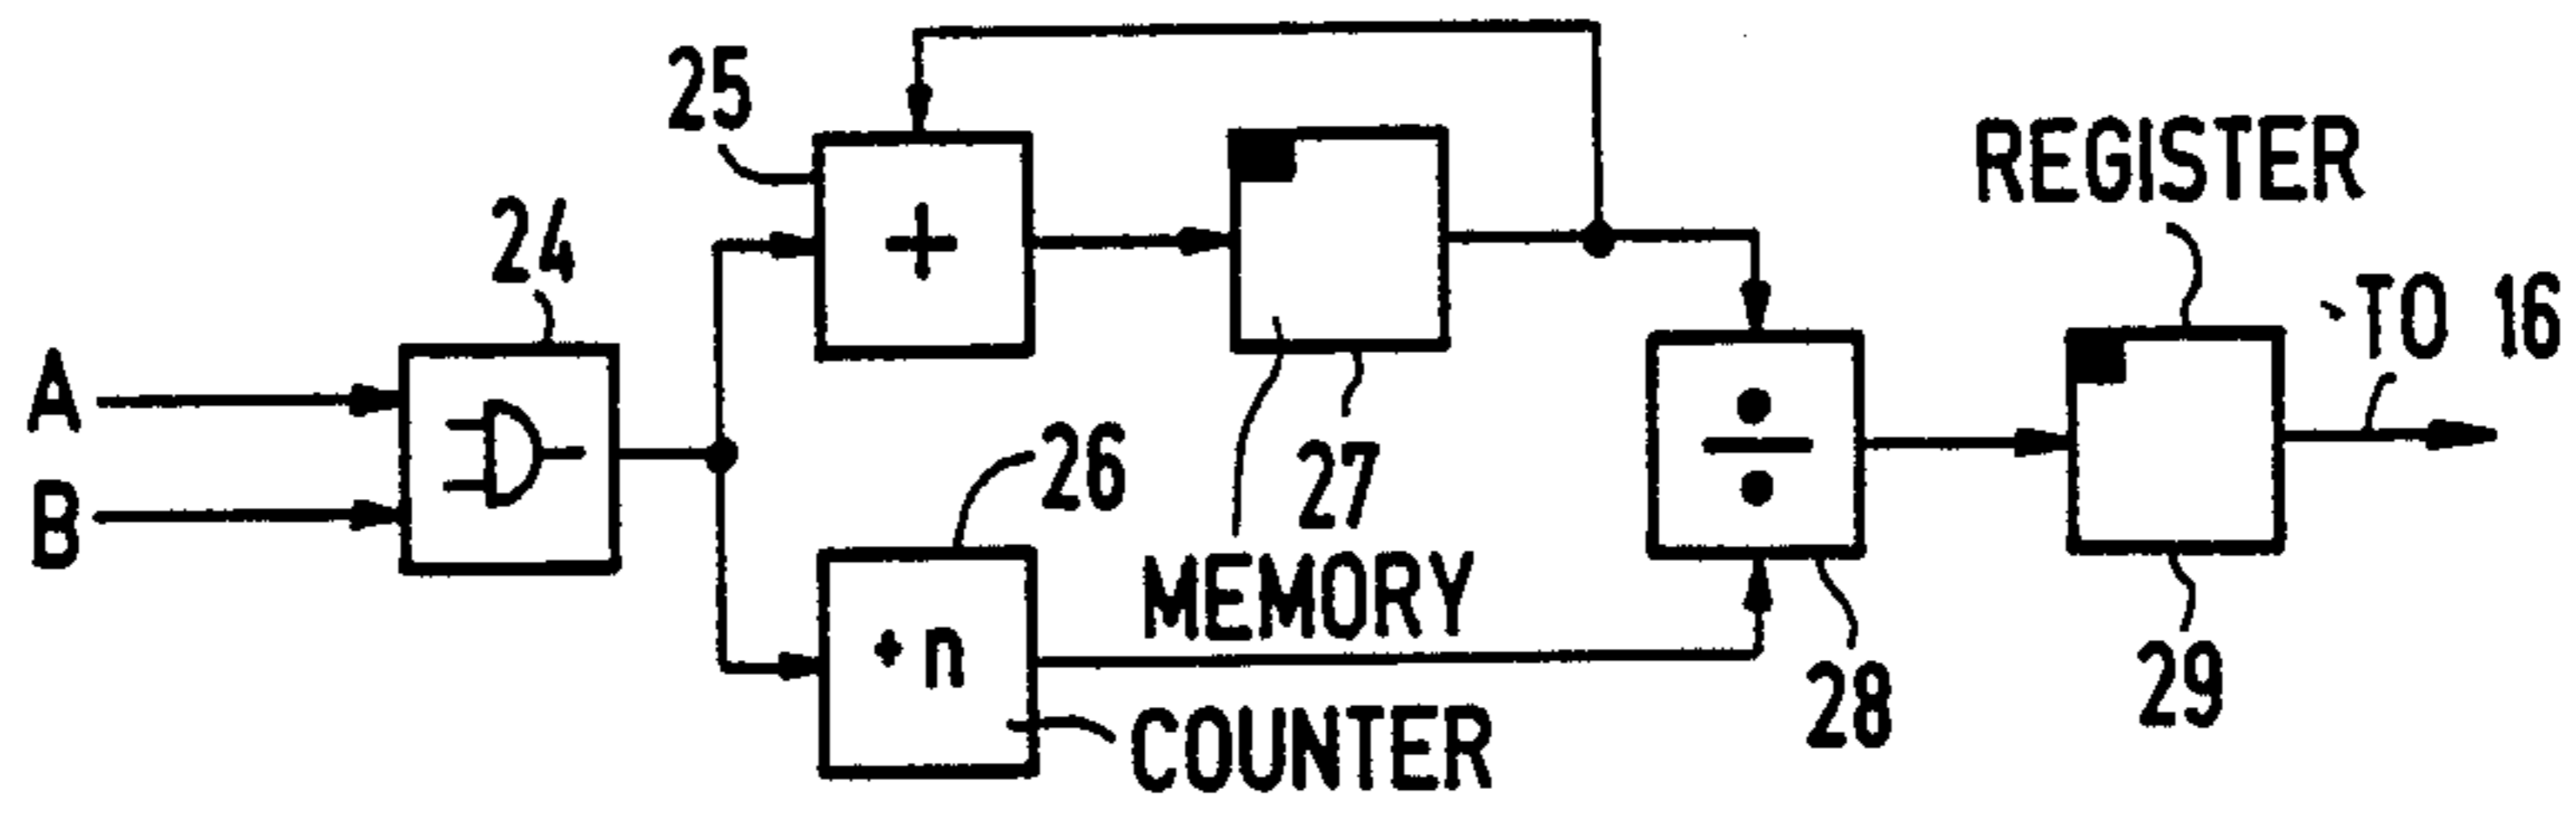 25
REGISTER
24
TO 16
+
A
26
27
÷
B
MEMORY
+n
28
29
COUNTER